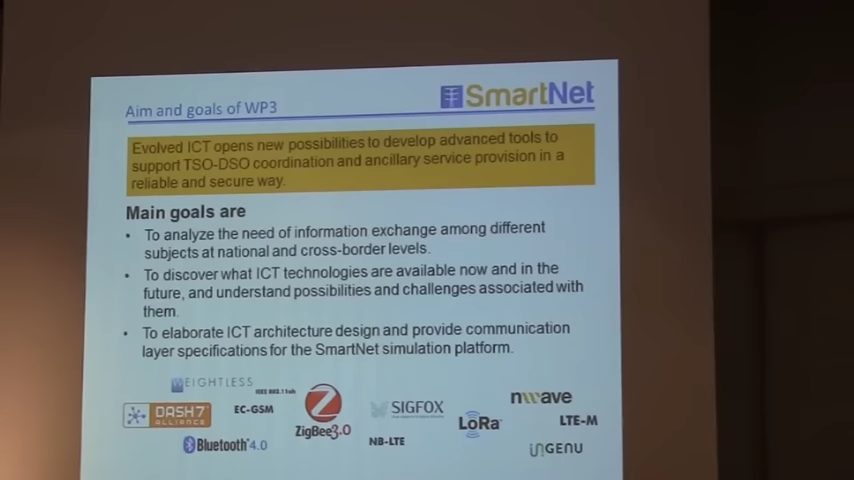 Aim and goals of WP3
SmartNet
Evolved ICT opens new possibilities to develop advanced tools to
support TSO-DSO coordination and ancillary service provision in a
reliable and secure way.
Main goals are
• To analyze the need of information exchange among different
subjects at national and cross-border levels.
• To discover what ICT technologies are available now and in the
future, and understand possibilities and challenges associated with
them.
• To elaborate ICT architecture design and provide communication
layer specifications for the SmartNet simulation platform.
WEIGHTLESS
IEEE 802.11ah
DASH7
ALLIANCE
EC-GSM
ZigBee3.0
SIGFOX
nwave
LoRa
LTE-M
Bluetooth 4.0
NB-LTE
INGENU